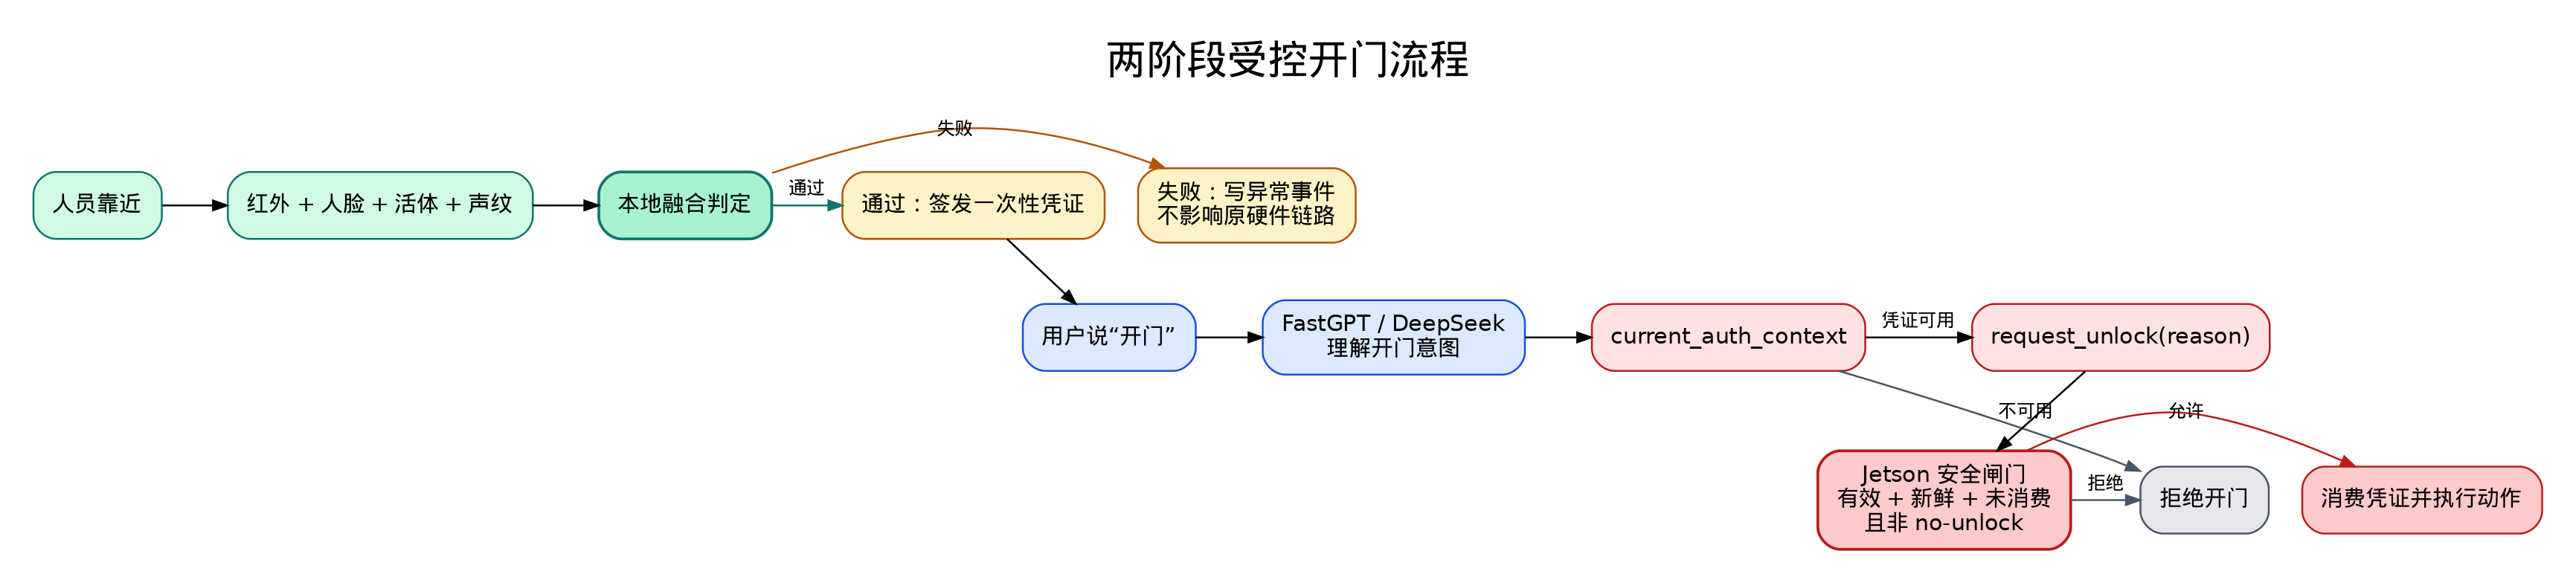 两阶段受控开门流程
失败
人员靠近
红外 + 人脸 + 活体 + 声纹
本地融合判定
通过
通过：签发一次性凭证
失败：写异常事件
不影响原硬件链路
用户说“开门”
FastGPT / DeepSeek
理解开门意图
current_auth_context
凭证可用
request_unlock(reason)
不可用
允许
Jetson 安全闸门
有效 + 新鲜 + 未消费
且非 no-unlock
拒绝
拒绝开门
消费凭证并执行动作